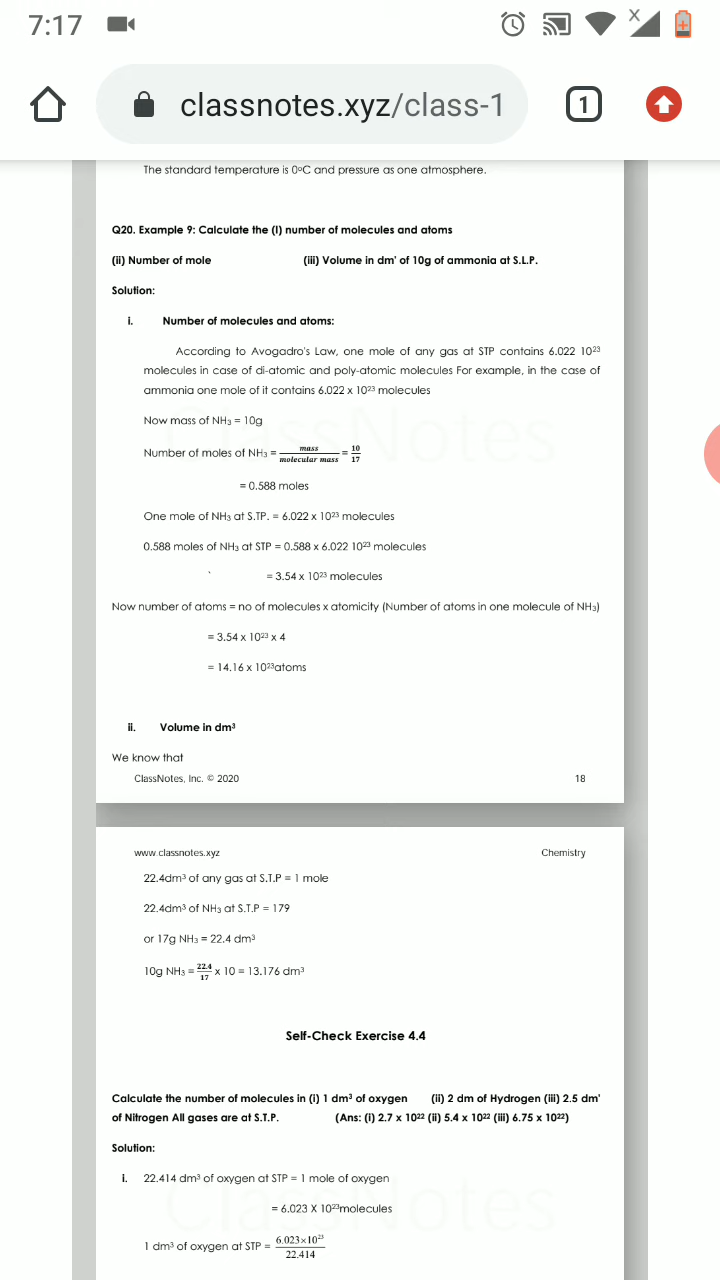 7:17
X
classnotes.xyz/class-1
1
The standard temperature is 0°C and pressure as one atmosphere.
Q20. Example 9: Calculate the (I) number of molecules and atoms
(ii) Number of mole (iii) Volume in dm' of 10g of ammonia at S.L.P.
Solution:
i. Number of molecules and atoms:
According to Avogadro's Law, one mole of any gas at STP contains 6.022 10²³
molecules in case of di-atomic and poly-atomic molecules For example, in the case of
ammonia one mole of it contains 6.022 x 10²³ molecules
ClassNotes
Now mass of NH₃ = 10g
Number of moles of NH₃ = mass/molecular mass = 10/17
= 0.588 moles
One mole of NH₃ at S.TP. = 6.022 x 10²³ molecules
0.588 moles of NH₃ at STP = 0.588 x 6.022 10²³ molecules
` = 3.54 x 10²³ molecules
Now number of atoms = no of molecules x atomicity (Number of atoms in one molecule of NH₃)
= 3.54 x 10²³ x 4
= 14.16 x 10²³atoms
ii. Volume in dm³
We know that
ClassNotes, Inc. © 2020 18
www.classnotes.xyz Chemistry
22.4dm³ of any gas at S.T.P = 1 mole
22.4dm³ of NH₃ at S.T.P = 179
or 17g NH₃ = 22.4 dm³
10g NH₃ = 22.4/17 x 10 = 13.176 dm³
Self-Check Exercise 4.4
Calculate the number of molecules in (i) 1 dm³ of oxygen (ii) 2 dm of Hydrogen (iii) 2.5 dm'
of Nitrogen All gases are at S.T.P. (Ans: (i) 2.7 x 10²² (ii) 5.4 x 10²² (iii) 6.75 x 10²²)
Solution:
i. 22.414 dm³ of oxygen at STP = 1 mole of oxygen
ClassNotes
= 6.023 X 10²³molecules
1 dm³ of oxygen at STP = 6.023×10²³/22.414